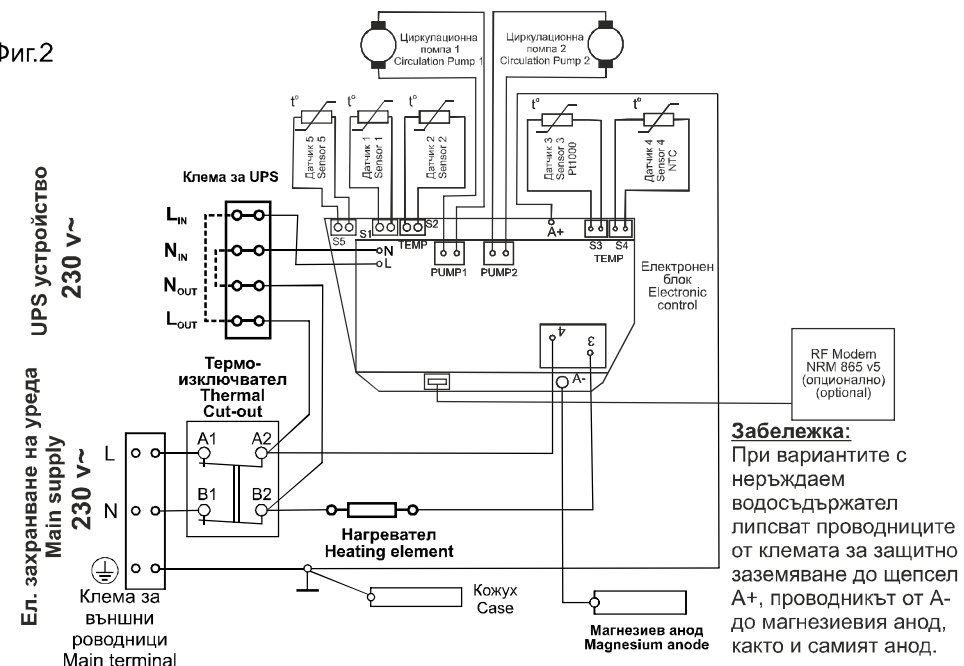 Фиг.2
Циркулационна
помпа 1
Circulation Pump 1
Циркулационна
помпа 2
Circulation Pump 2
t°
Датчик 5
Sensor 5
t°
Датчик 1
Sensor 1
t°
Датчик 2
Sensor 2
t°
Датчик 3
Sensor 3
Pt1000
t°
Датчик 4
Sensor 4
NTC
UPS устройство
230 v~
Клема за UPS
LIN
NIN
NOUT
LOUT
S5
S1
S2
TEMP
A+
S3
S4
TEMP
N
L
PUMP1
PUMP2
Електронен
блок
Electronic
control
4
3
A-
RF Modem
NRM 865 v5
(опционално)
(optional)
Термо-
изключвател
Thermal
Cut-out
A1
A2
B1
B2
Ел. захранване на уреда
Main supply
230 v~
L
N
Нагревател
Heating element
Клема за
външни
роводници
Main terminal
Кожух
Case
Магнезиев анод
Magnesium anode
Забележка:
При вариантите с
неръждаем
водосъдържател
липсват проводниците
от клемата за защитно
заземяване до щепсел
А+, проводникът от А-
до магнезиевия анод,
както и самият анод.